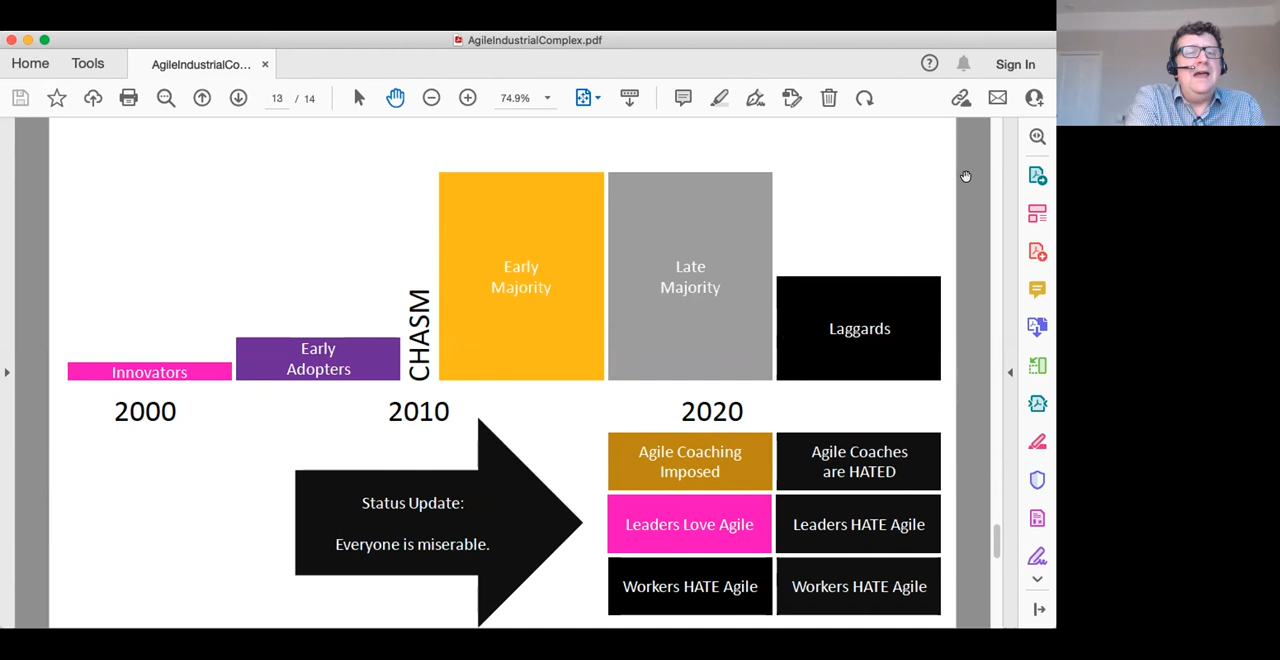 AgileIndustrialComplex.pdf
Home
Tools
AgileIndustrialCo...
×
Sign In
13 / 14
74.9%
Early
Majority
Late
Majority
CHASM
Laggards
Early
Adopters
Innovators
2000
2010
2020
Agile Coaching
Imposed
Agile Coaches
are HATED
Status Update:
Everyone is miserable.
Leaders Love Agile
Leaders HATE Agile
Workers HATE Agile
Workers HATE Agile